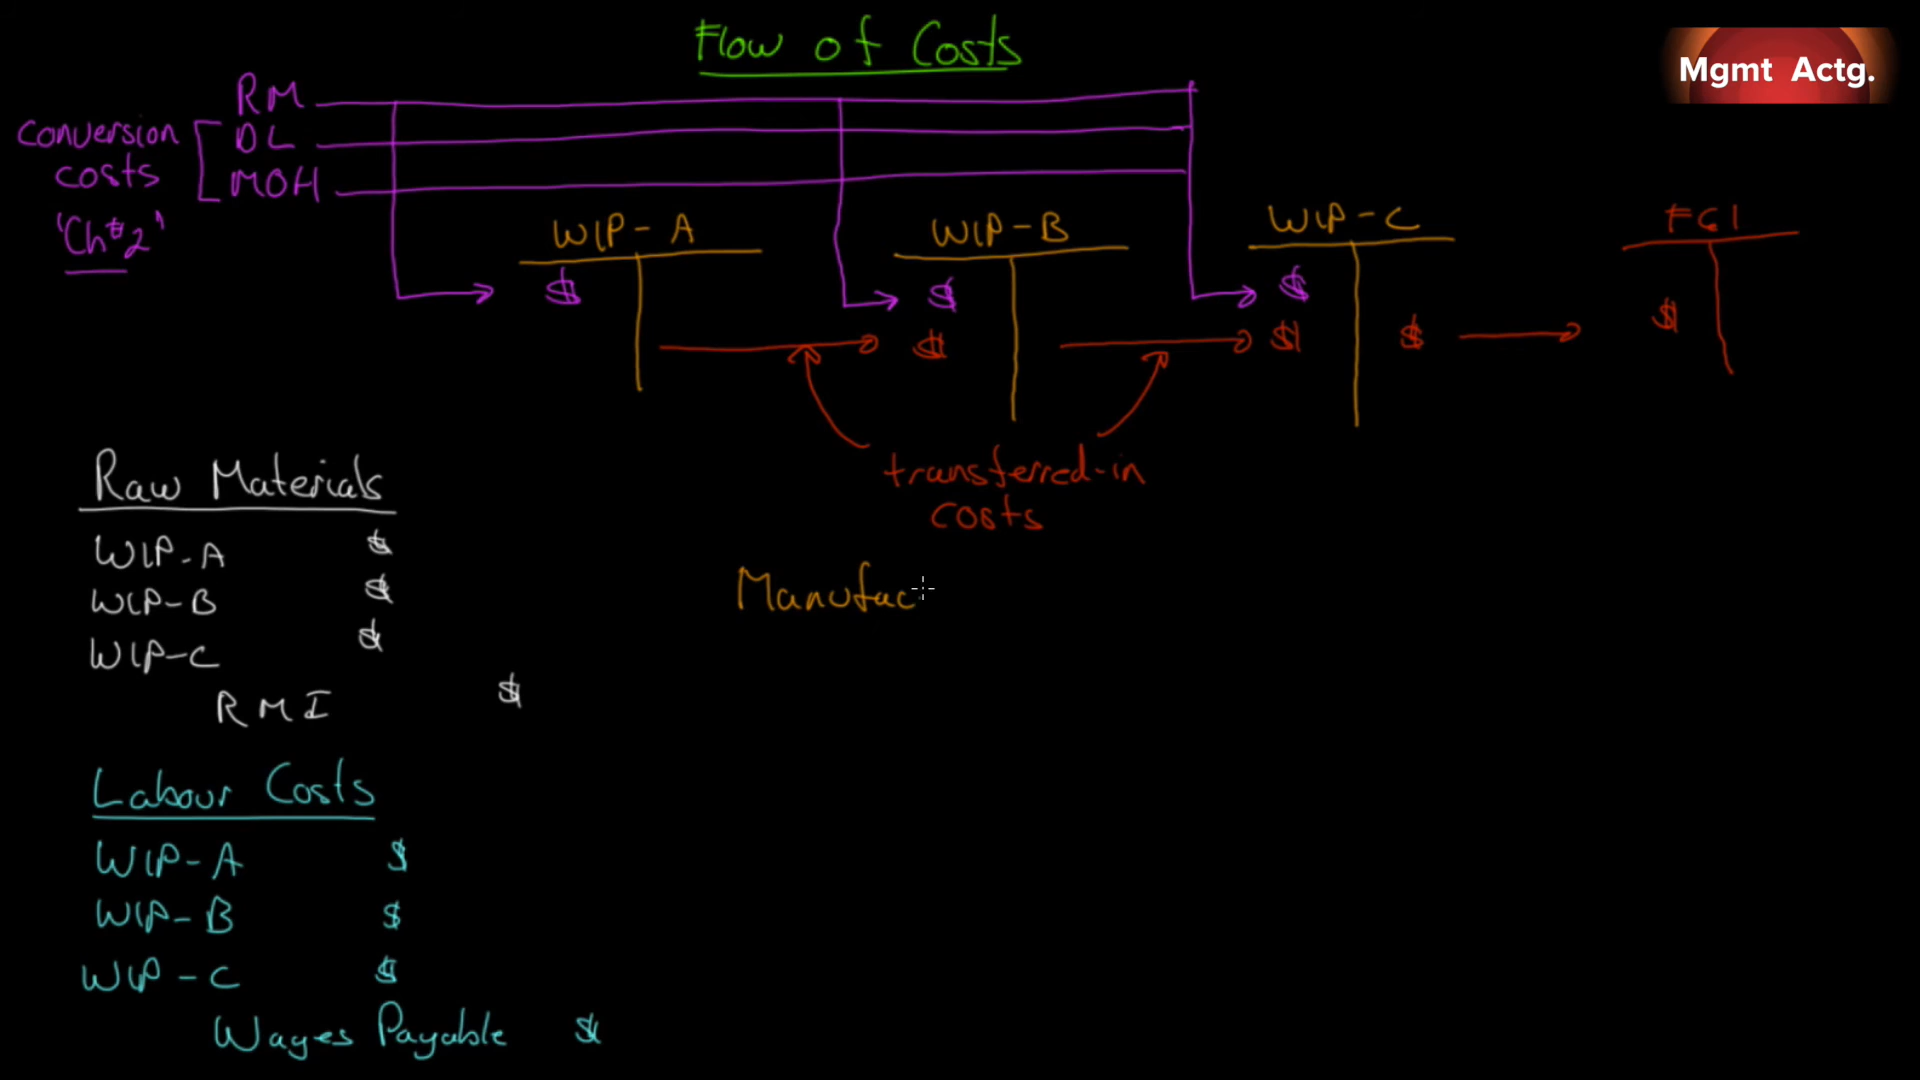 Flow of Costs
Mgmt Actg.
RM
Conversion
costs
DL
MOH
'Ch#2'
WIP-A
WIP-B
WIP-C
FGI
$ $ $
$ $ $ $
transferred-in
costs
Raw Materials
WIP-A $
WIP-B $
WIP-C $
RMI $
Manufac
Labour Costs
WIP-A $
WIP-B $
WIP-C $
Wages Payable $